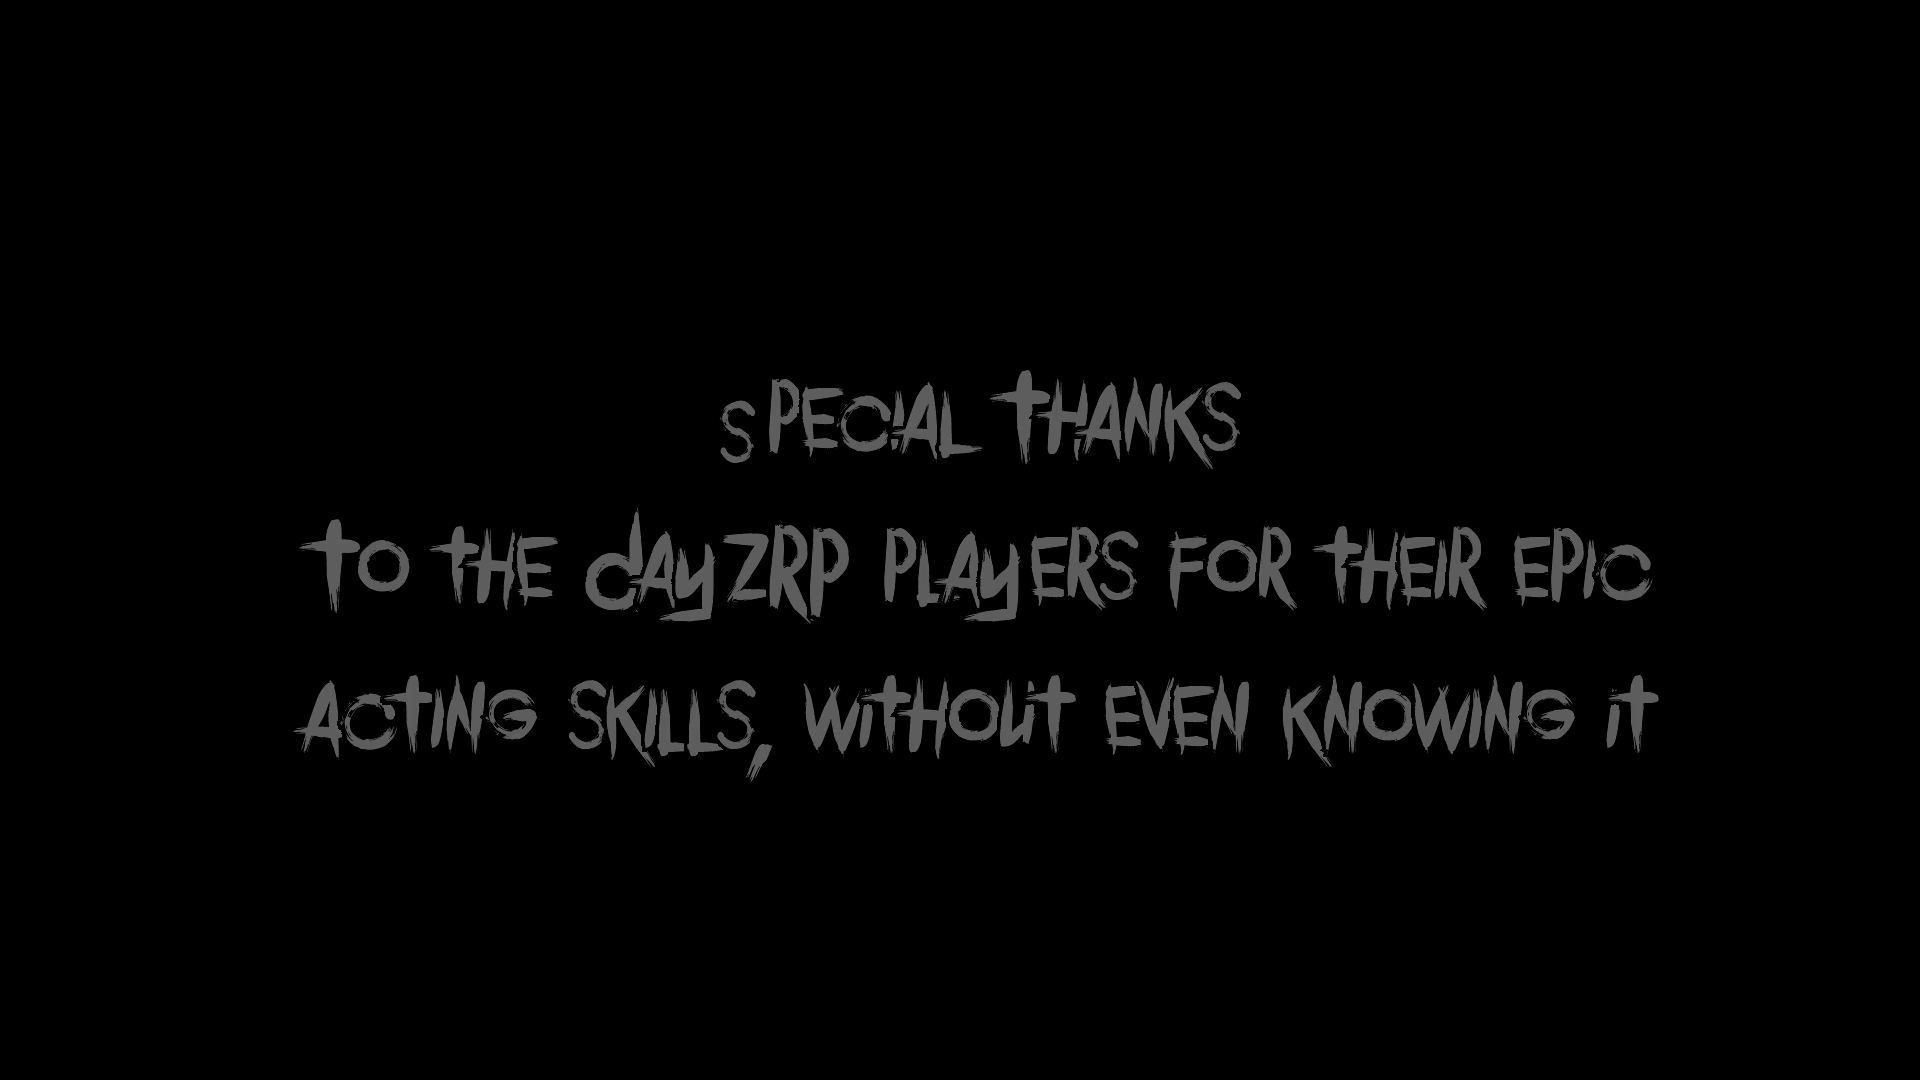 SPECIAL THANKS
TO THE dAyZRP PLAyERS FOR THEIR EPIC
ACTING SKILLS, WITHOUT EVEN KNOWING IT